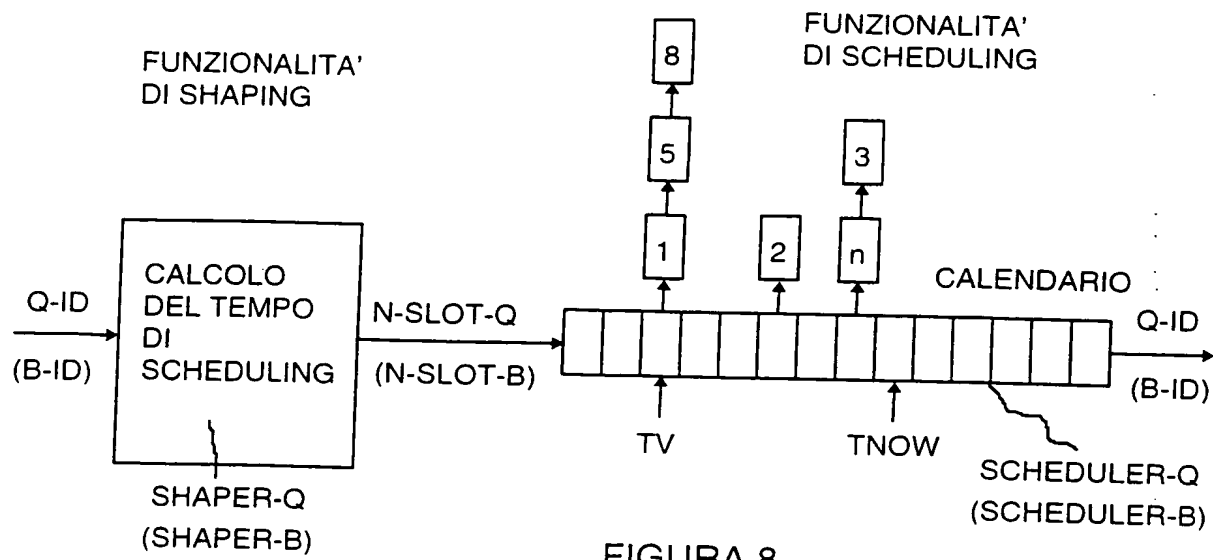 FUNZIONALITA'
DI SHAPING
FUNZIONALITA'
DI SCHEDULING
8
5
1
2
3
n
CALENDARIO
Q-ID
(B-ID)
CALCOLO
DEL TEMPO
DI
SCHEDULING
N-SLOT-Q
(N-SLOT-B)
Q-ID
(B-ID)
TV
TNOW
SHAPER-Q
(SHAPER-B)
SCHEDULER-Q
(SCHEDULER-B)
FIGURA 8